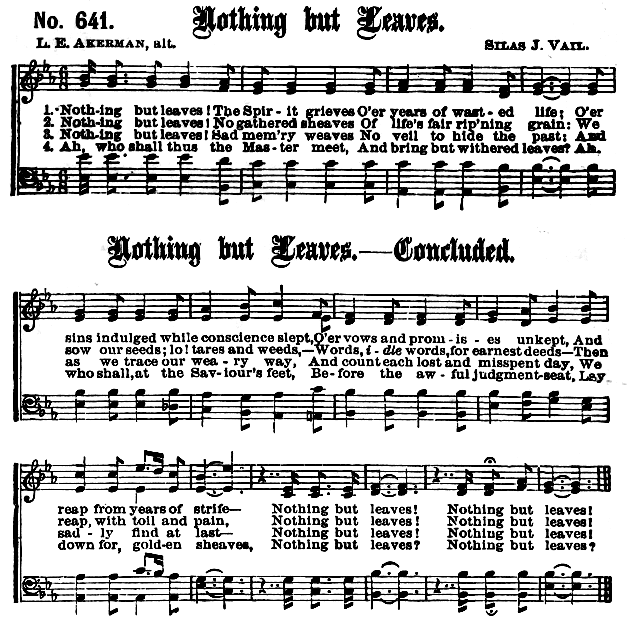 No. 641.
Nothing but Leaves.
L. E. AKERMAN, alt.
SILAS J. VAIL.
1. Noth-ing but leaves! The Spir-it grieves O'er years of wast-ed life; O'er
2. Noth-ing but leaves! No gathered sheaves Of life's fair rip'ning grain: We
3. Noth-ing but leaves! Sad mem'ry weaves No veil to hide the past: And
4. Ah, who shall thus the Mas-ter meet, And bring but withered leaves? Ah,
Nothing but Leaves.—Concluded.
sins indulged while conscience slept, O'er vows and prom-is-es unkept, And
sow our seeds; lo! tares and weeds,—Words, i-dle words, for earnest deeds—Then
as we trace our wea-ry way, And count each lost and misspent day, We
who shall, at the Sav-iour's feet, Be-fore the aw-ful judgment-seat, Lay
reap from years of strife— Nothing but leaves! Nothing but leaves!
reap, with toil and pain, Nothing but leaves! Nothing but leaves!
sad-ly find at last— Nothing but leaves! Nothing but leaves!
down for, gold-en sheaves, Nothing but leaves? Nothing but leaves?